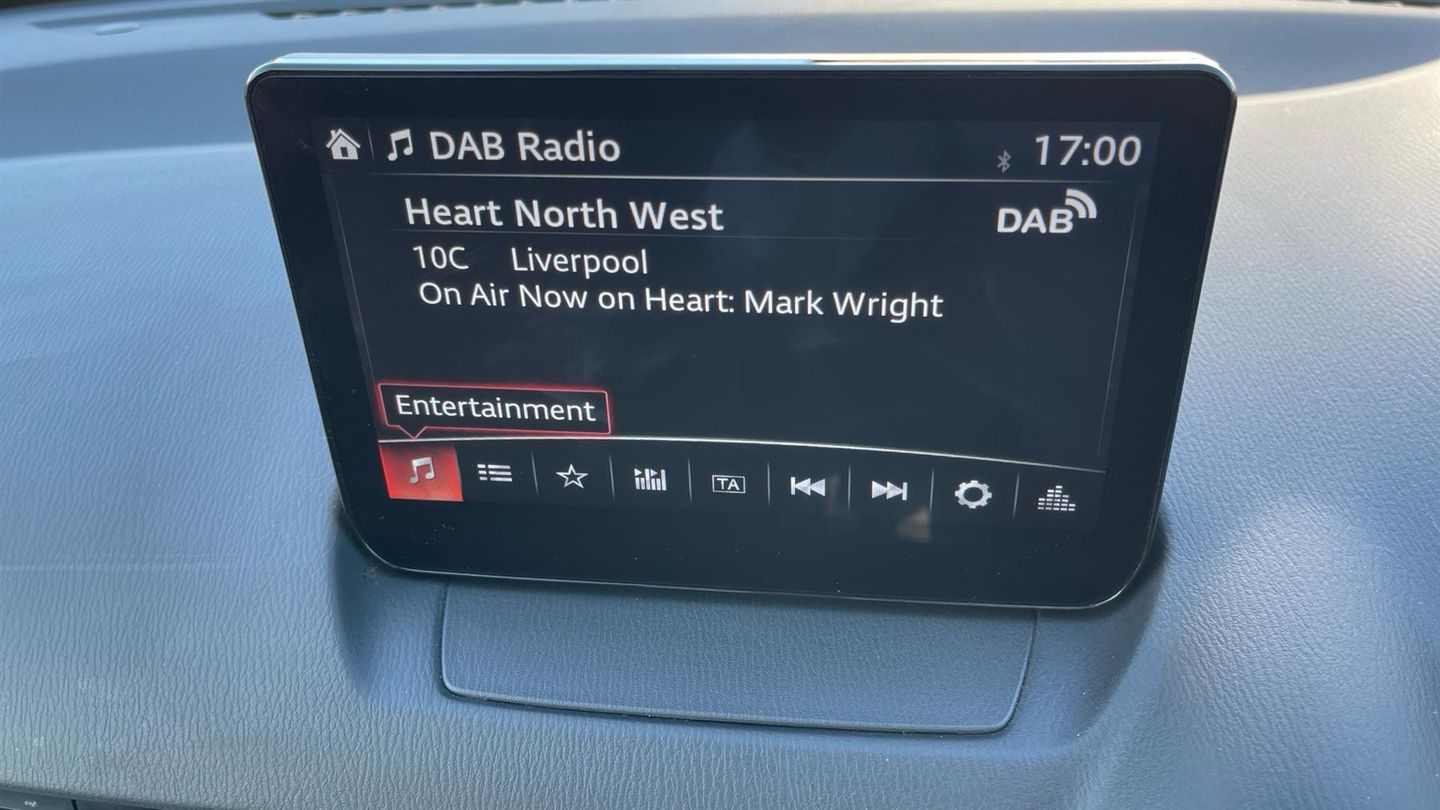 DAB Radio
17:00
Heart North West
DAB
10C Liverpool
On Air Now on Heart: Mark Wright
Entertainment
TA